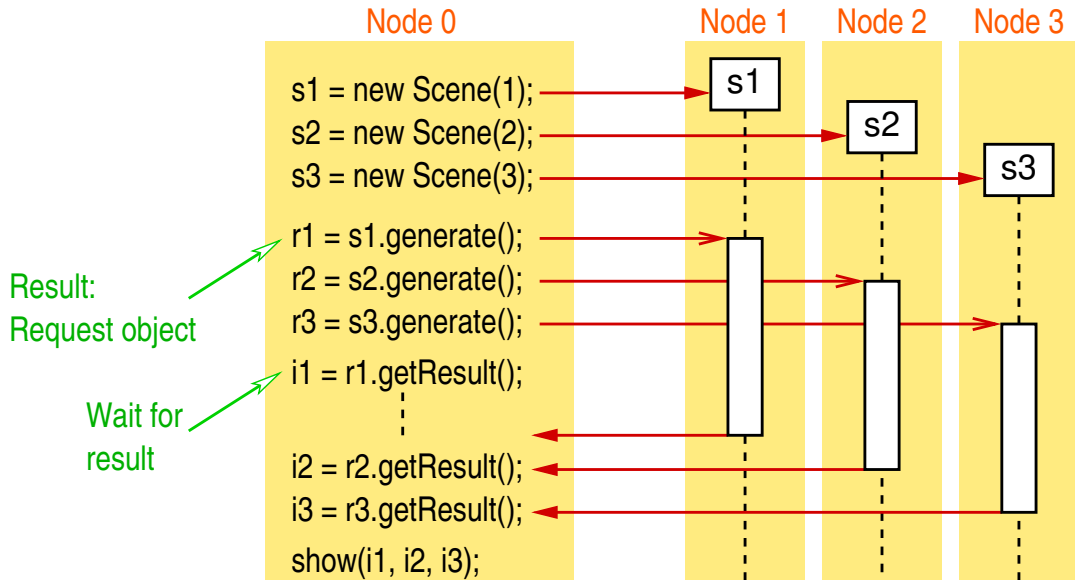 Node 0
Node 1
Node 2
Node 3
s1 = new Scene(1);
s1
s2 = new Scene(2);
s2
s3 = new Scene(3);
s3
r1 = s1.generate();
r2 = s2.generate();
r3 = s3.generate();
Result:
Request object
i1 = r1.getResult();
Wait for
result
i2 = r2.getResult();
i3 = r3.getResult();
show(i1, i2, i3);